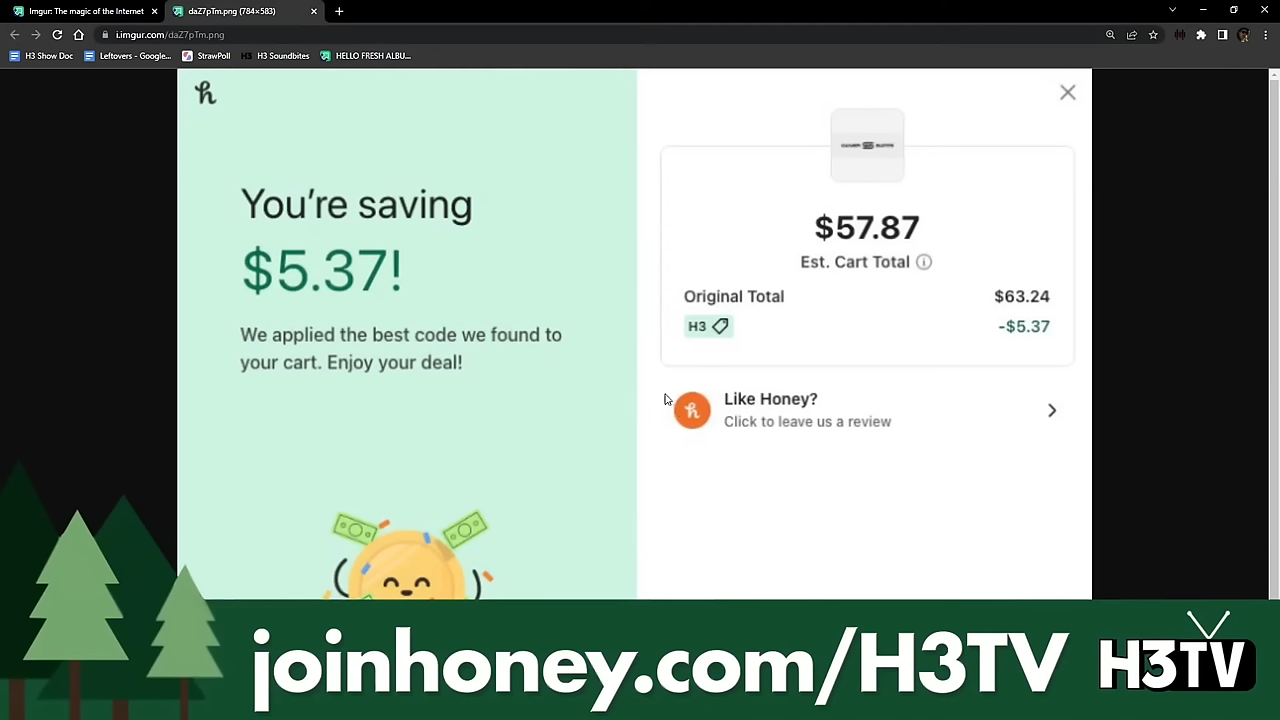 Imgur: The magic of the Internet
daZ7pTm.png (784×583)
i.imgur.com/daZ7pTm.png
H3 Show Doc
Leftovers - Google...
StrawPoll
H3 Soundbites
HELLO FRESH ALBU...
You're saving
$5.37!
We applied the best code we found to
your cart. Enjoy your deal!
$57.87
Est. Cart Total
Original Total $63.24
H3 -$5.37
Like Honey?
Click to leave us a review
joinhoney.com/H3TV H3TV